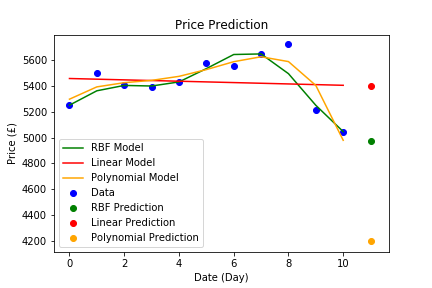 Price Prediction
Price (£)
5600
5400
5200
5000
4800
4600
4400
4200
RBF Model
Linear Model
Polynomial Model
Data
RBF Prediction
Linear Prediction
Polynomial Prediction
0 2 4 6 8 10
Date (Day)